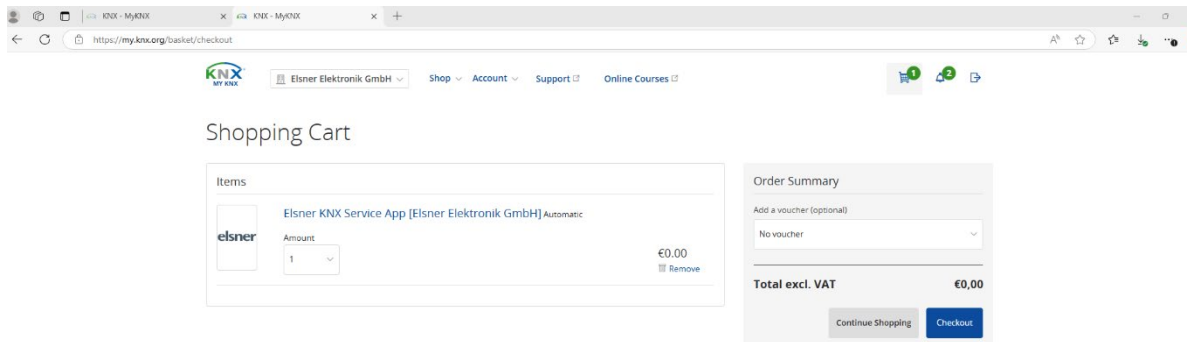 KNX - MyKNX
KNX - MyKNX
https://my.knx.org/basket/checkout
KNX
MY KNX
Elsner Elektronik GmbH
Shop
Account
Support
Online Courses
1
2
Shopping Cart
Items
elsner
Elsner KNX Service App [Elsner Elektronik GmbH] Automatic
Amount
1
€0.00
Remove
Order Summary
Add a voucher (optional)
No voucher
Total excl. VAT €0,00
Continue Shopping
Checkout